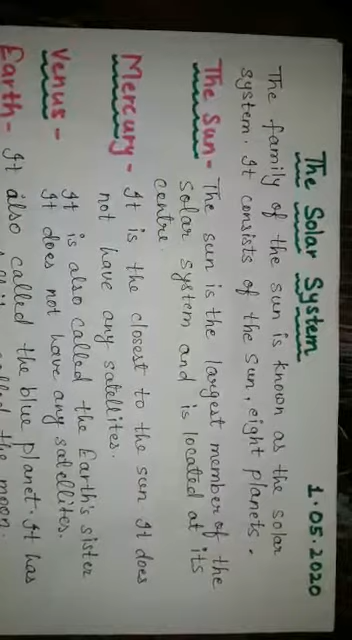 The Solar System 1.05.2020
The family of the sun is known as the solar
system. It consists of the sun, eight planets.
The Sun- The sun is the largest member of the
solar system and is located at its
centre.
Mercury- It is the closest to the sun It does
not have any satellites.
Venus- It is also called the Earth's sister
It does not have any satellites.
Earth- It also called the blue planet. It has
called the moon.